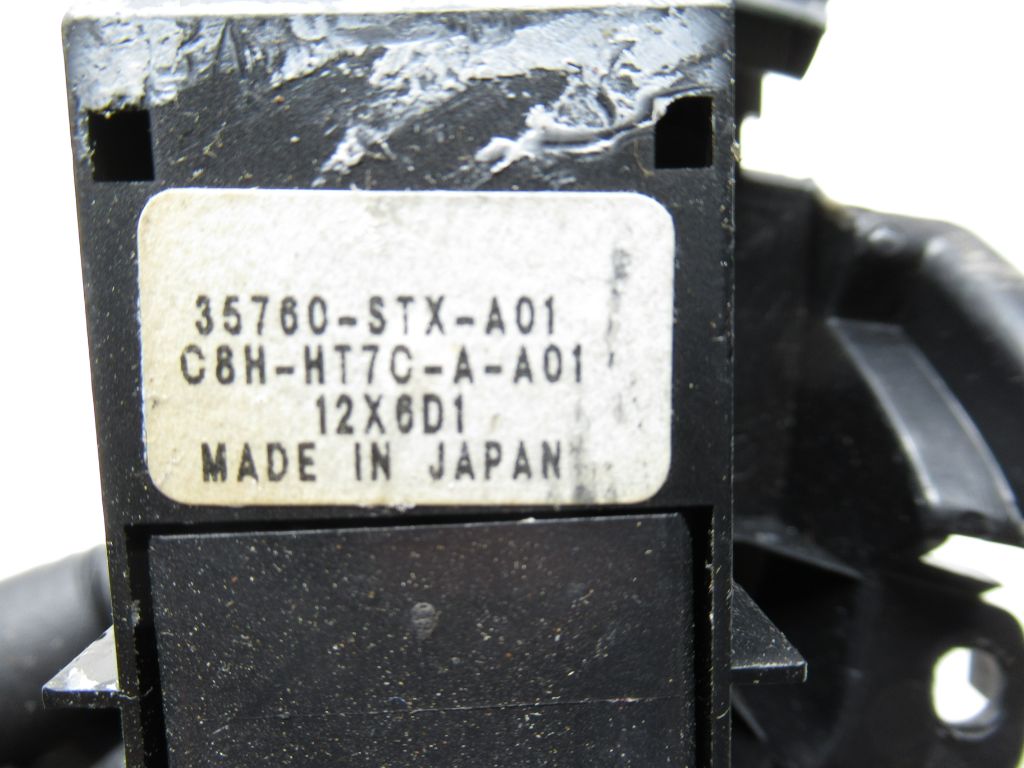 35760-STX-A01
C8H-HT7C-A-A01
12X6D1
MADE IN JAPAN